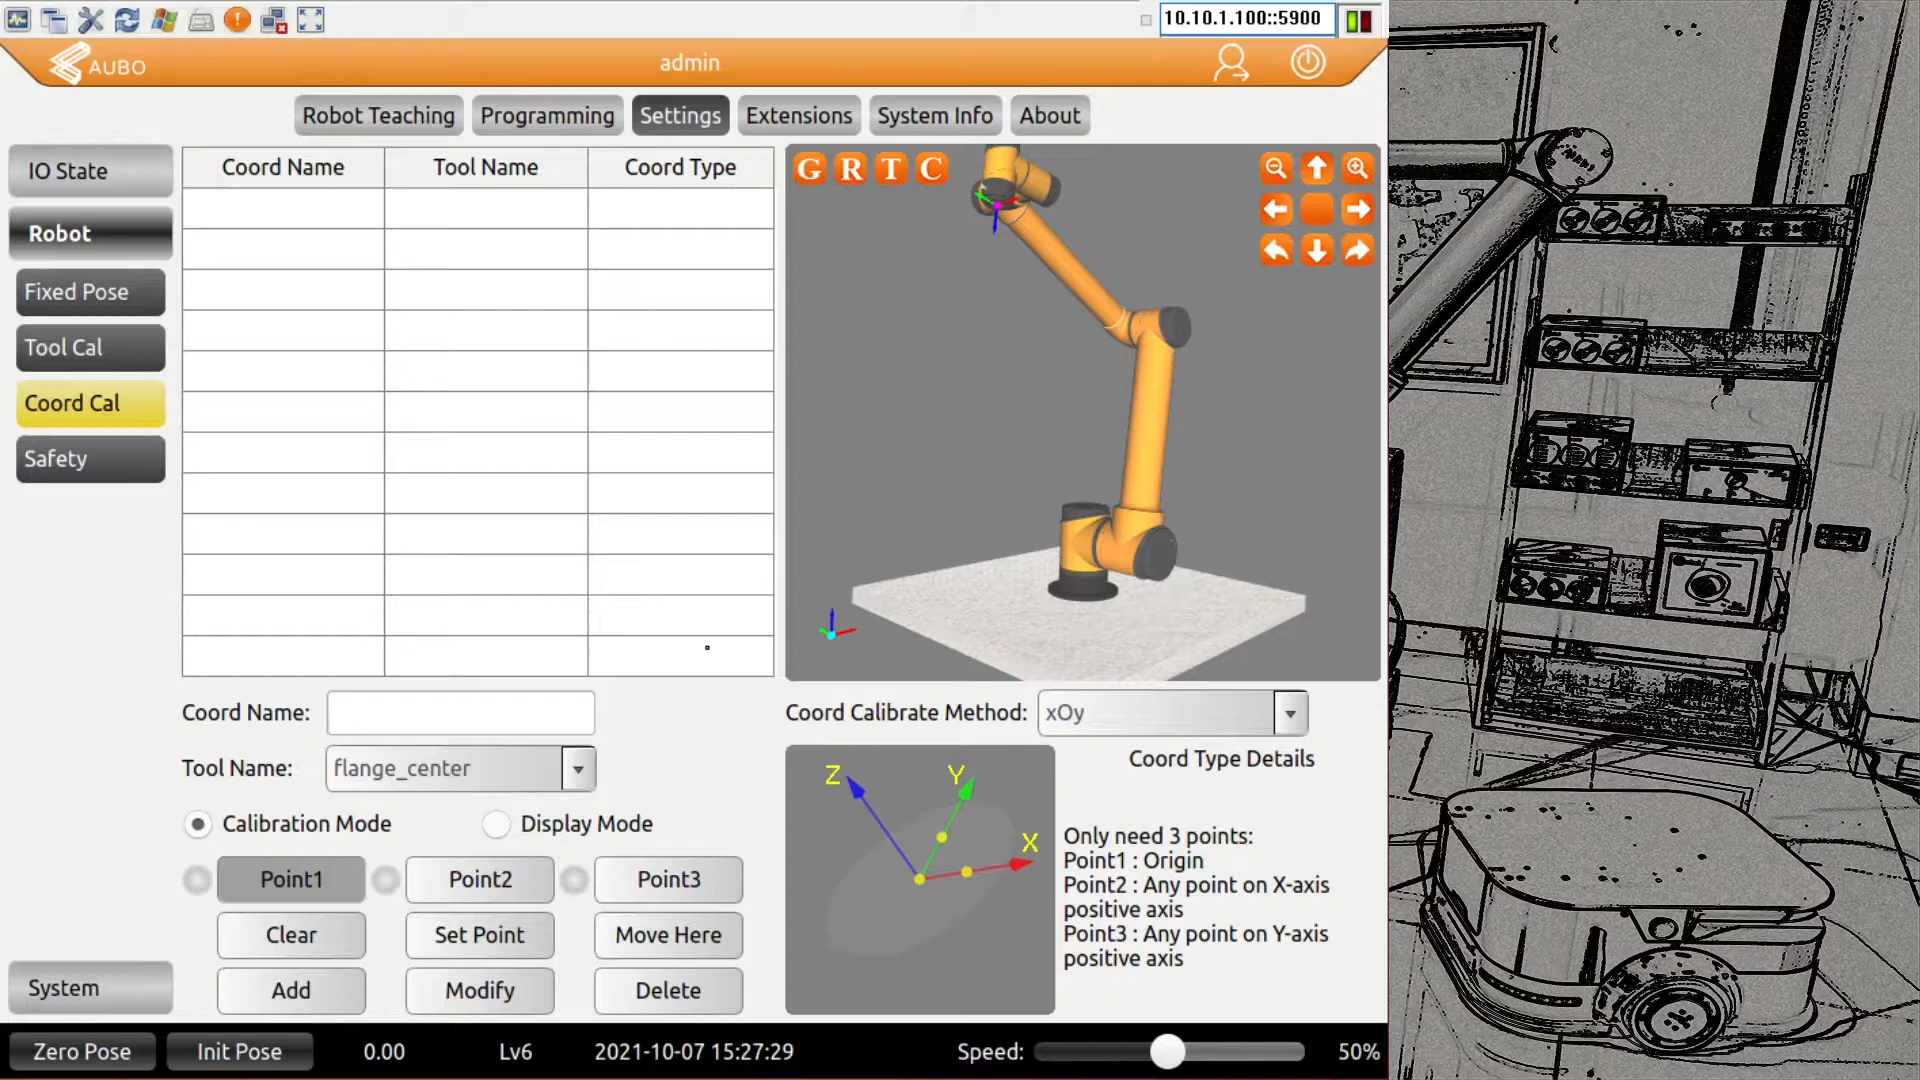 10.10.1.100::5900
AUBO
admin
Robot Teaching
Programming
Settings
Extensions
System Info
About
IO State
Robot
Fixed Pose
Tool Cal
Coord Cal
Safety
System
Coord Name
Tool Name
Coord Type
G R T C
Coord Name:
Tool Name:
flange_center
Calibration Mode
Display Mode
Point1
Point2
Point3
Clear
Set Point
Move Here
Add
Modify
Delete
Coord Calibrate Method:
xOy
Z
Y
X
Coord Type Details
Only need 3 points:
Point1 : Origin
Point2 : Any point on X-axis
positive axis
Point3 : Any point on Y-axis
positive axis
Zero Pose
Init Pose
0.00
Lv6
2021-10-07 15:27:29
Speed:
50%